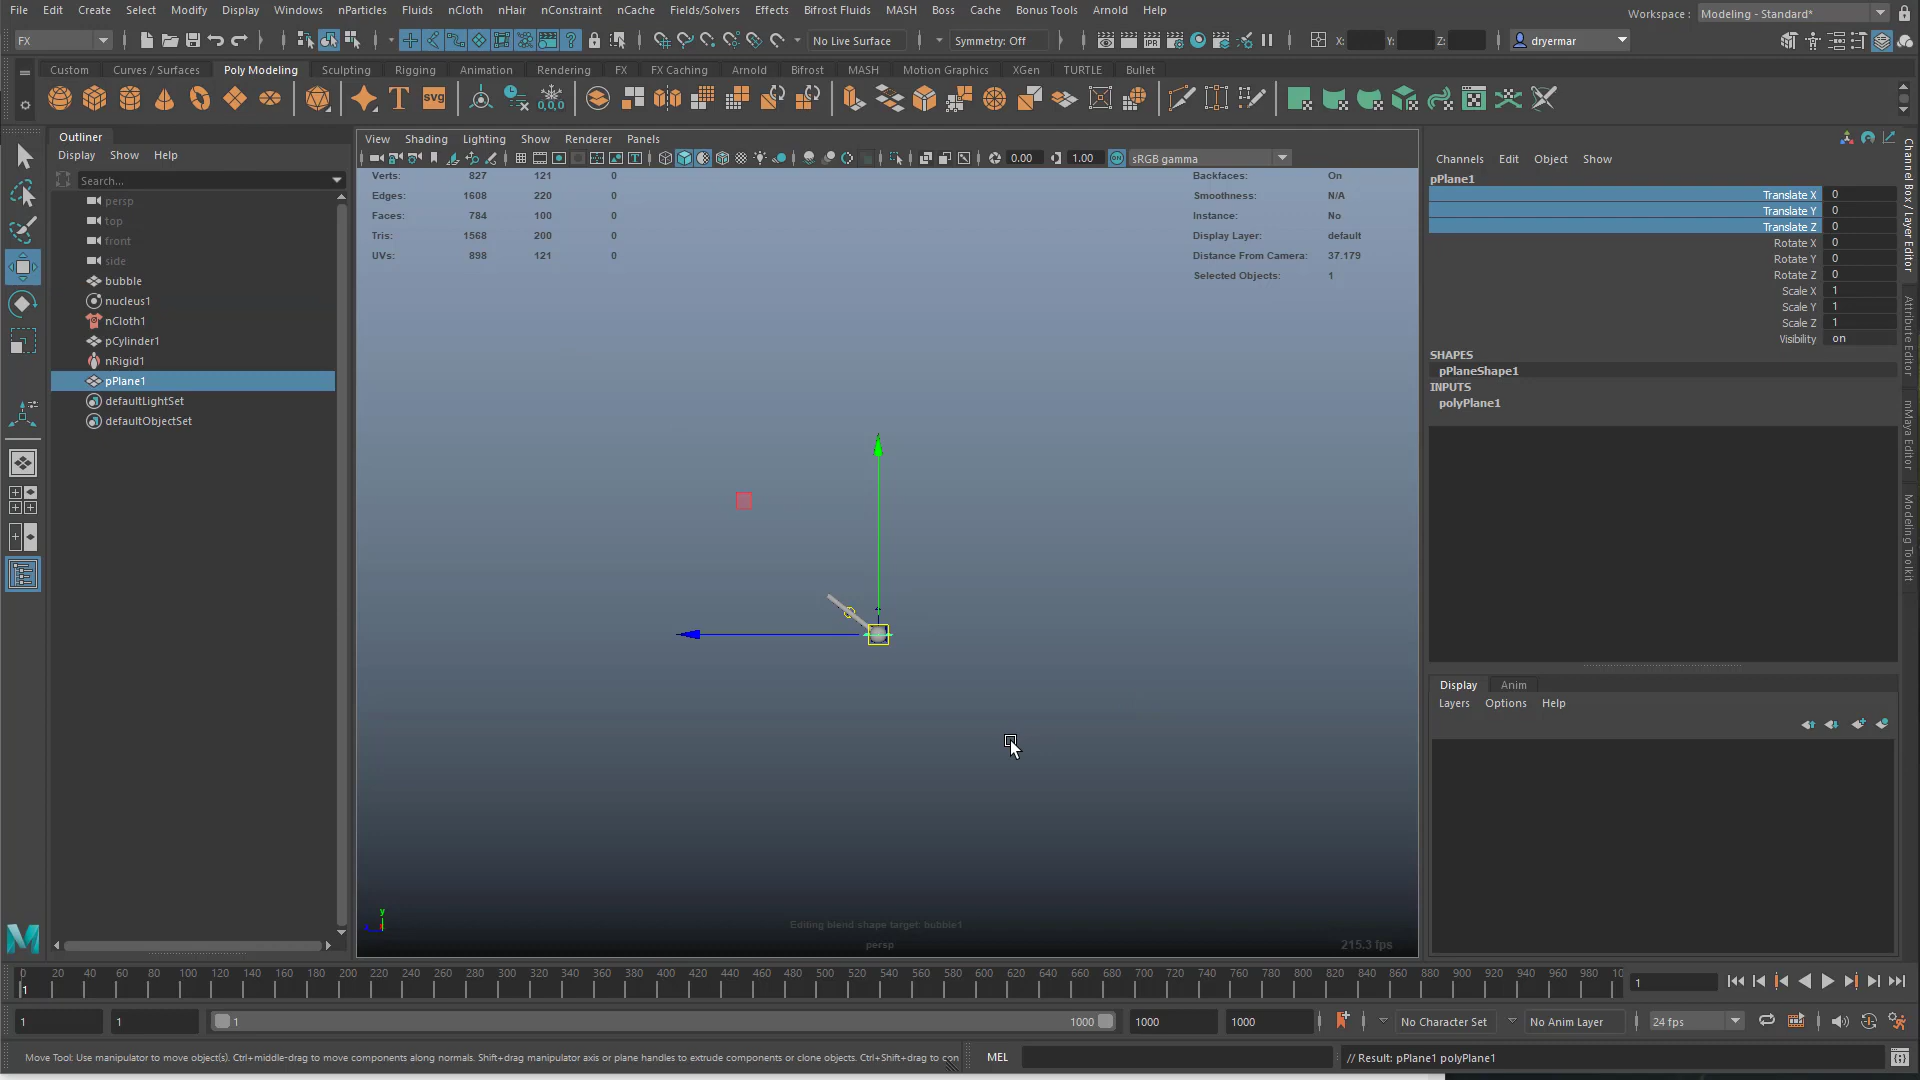 File Edit Create Select Modify Display Windows nParticles Fluids nCloth nHair nConstraint nCache Fields/Solvers Effects Bifrost Fluids MASH Boss Cache Bonus Tools Arnold Help
Workspace : Modeling - Standard*
FX
No Live Surface
Symmetry: Off
X:
Y:
Z:
dryermar
Custom Curves / Surfaces Poly Modeling Sculpting Rigging Animation Rendering FX FX Caching Arnold Bifrost MASH Motion Graphics XGen TURTLE Bullet
T
SVG
0,0,0
IPR
Outliner
Display Show Help
Search...
persp
top
front
side
bubble
nucleus1
nCloth1
pCylinder1
nRigid1
pPlane1
defaultLightSet
defaultObjectSet
View Shading Lighting Show Renderer Panels
0.00
1.00
ON
sRGB gamma
Verts: 827 121 0
Edges: 1608 220 0
Faces: 784 100 0
Tris: 1568 200 0
UVs: 898 121 0
Backfaces: On
Smoothness: N/A
Instance: No
Display Layer: default
Distance From Camera: 37.179
Selected Objects: 1
y
Editing blend shape target: bubble1
persp
215.3 fps
Channels Edit Object Show
pPlane1
Translate X 0
Translate Y 0
Translate Z 0
Rotate X 0
Rotate Y 0
Rotate Z 0
Scale X 1
Scale Y 1
Scale Z 1
Visibility on
SHAPES
pPlaneShape1
INPUTS
polyPlane1
Display Anim
Layers Options Help
Channel Box / Layer Editor
Attribute Editor
mMaya Editor
Modeling Toolkit
0 20 40 60 80 100 120 140 160 180 200 220 240 260 280 300 320 340 360 380 400 420 440 460 480 500 520 540 560 580 600 620 640 660 680 700 720 740 760 780 800 820 840 860 880 900 920 940 960 980 10
1
1
1
1
1
1000
1000
1000
No Character Set
No Anim Layer
24 fps
Move Tool: Use manipulator to move object(s). Ctrl+middle-drag to move components along normals. Shift+drag manipulator axis or plane handles to extrude components or clone objects. Ctrl+Shift+drag to con
MEL
// Result: pPlane1 polyPlane1